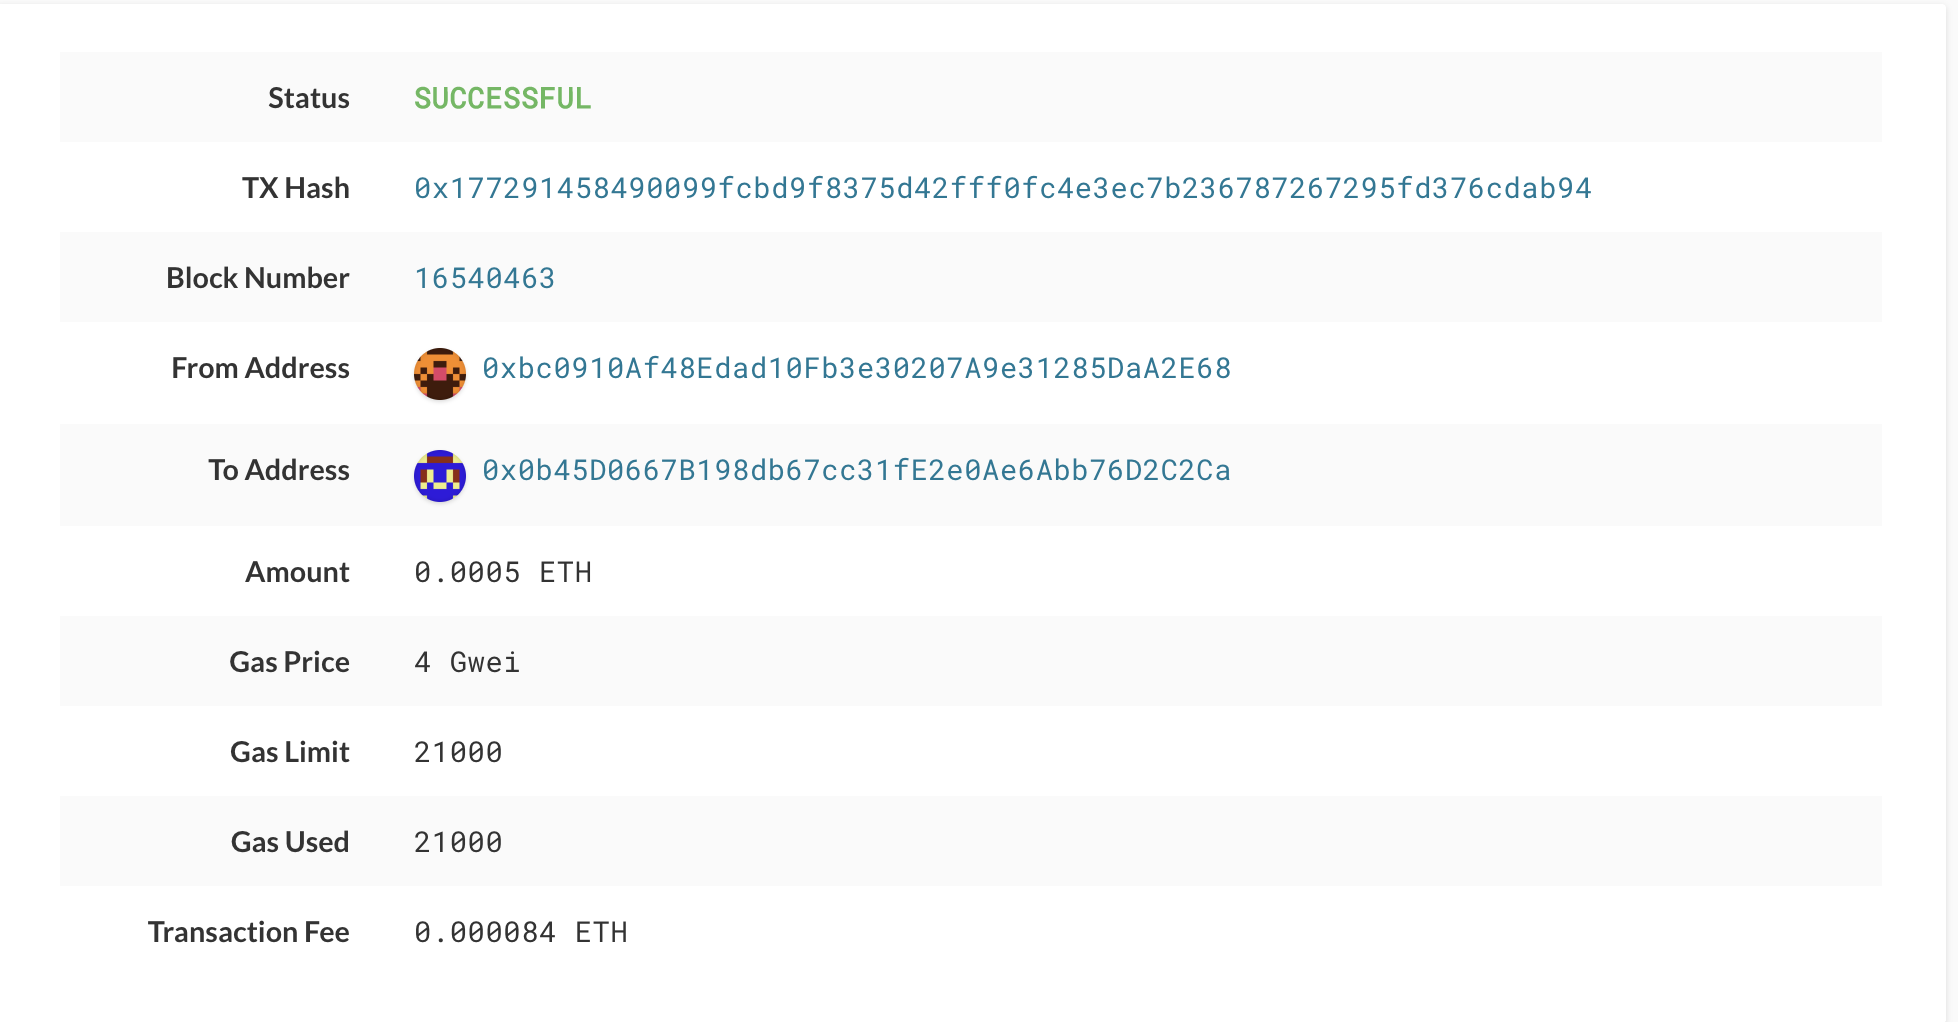 Status SUCCESSFUL
TX Hash 0x177291458490099fcbd9f8375d42fff0fc4e3ec7b236787267295fd376cdab94
Block Number 16540463
From Address 0xbc0910Af48Edad10Fb3e30207A9e31285DaA2E68
To Address 0x0b45D0667B198db67cc31fE2e0Ae6Abb76D2C2Ca
Amount 0.0005 ETH
Gas Price 4 Gwei
Gas Limit 21000
Gas Used 21000
Transaction Fee 0.000084 ETH